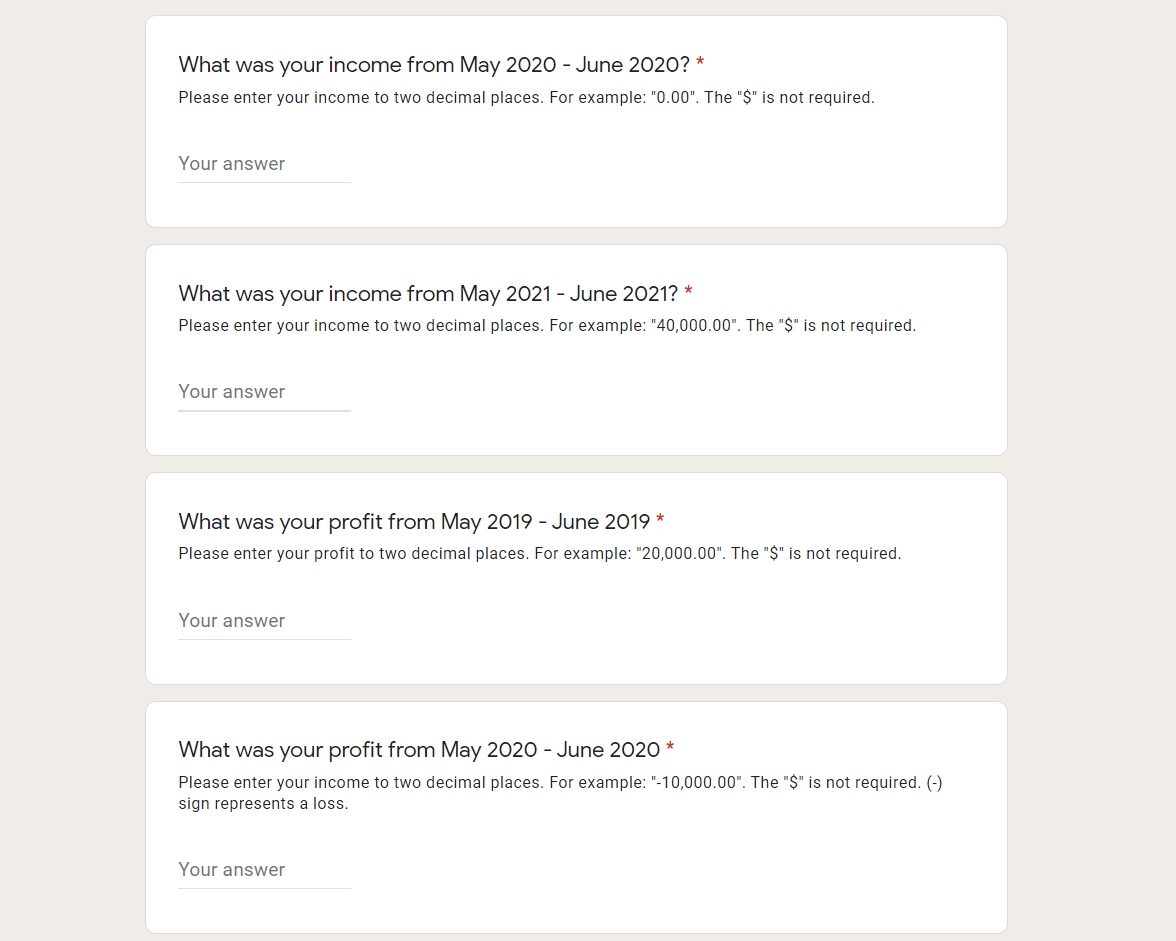 What was your income from May 2020 - June 2020? *
Please enter your income to two decimal places. For example: "0.00". The "$" is not required.
Your answer
What was your income from May 2021 - June 2021? *
Please enter your income to two decimal places. For example: "40,000.00". The "$" is not required.
Your answer
What was your profit from May 2019 - June 2019 *
Please enter your profit to two decimal places. For example: "20,000.00". The "$" is not required.
Your answer
What was your profit from May 2020 - June 2020 *
Please enter your income to two decimal places. For example: "-10,000.00". The "$" is not required. (-)
sign represents a loss.
Your answer